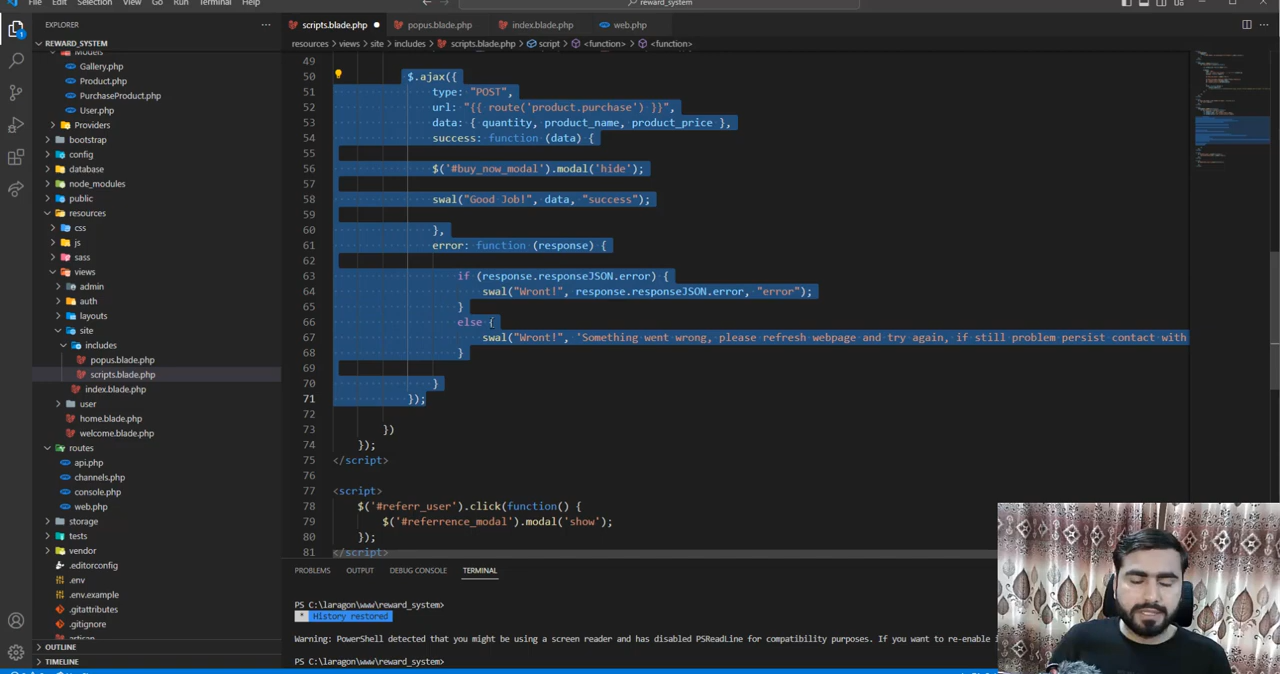 File Edit Selection View Go Run Terminal Help
reward_system
EXPLORER
scripts.blade.php
popus.blade.php
index.blade.php
web.php
REWARD_SYSTEM
resources > views > site > includes > scripts.blade.php > script > <function> > <function>
Models
Gallery.php
Product.php
PurchaseProduct.php
User.php
Providers
bootstrap
config
database
node_modules
public
resources
css
js
sass
views
admin
auth
layouts
site
includes
popus.blade.php
scripts.blade.php
index.blade.php
user
home.blade.php
welcome.blade.php
routes
api.php
channels.php
console.php
web.php
storage
tests
vendor
.editorconfig
.env
.env.example
.gitattributes
.gitignore
artisan
OUTLINE
TIMELINE
49
50 $.ajax({
51 type: "POST",
52 url: "{{ route('product.purchase') }}",
53 data: { quantity, product_name, product_price },
54 success: function (data) {
55
56 $('#buy_now_modal').modal('hide');
57
58 swal("Good Job!", data, "success");
59
60 },
61 error: function (response) {
62
63 if (response.responseJSON.error) {
64 swal("Wront!", response.responseJSON.error, "error");
65 }
66 else {
67 swal("Wront!", 'Something went wrong, please refresh webpage and try again, if still problem persist contact with
68 }
69
70 }
71 });
72
73 })
74 });
75 </script>
76
77 <script>
78 $('#referr_user').click(function() {
79 $('#referrence_modal').modal('show');
80 });
81 </script>
PROBLEMS OUTPUT DEBUG CONSOLE TERMINAL
PS C:\laragon\www\reward_system>
* History restored
Warning: PowerShell detected that you might be using a screen reader and has disabled PSReadLine for compatibility purposes. If you want to re-enable
PS C:\laragon\www\reward_system>